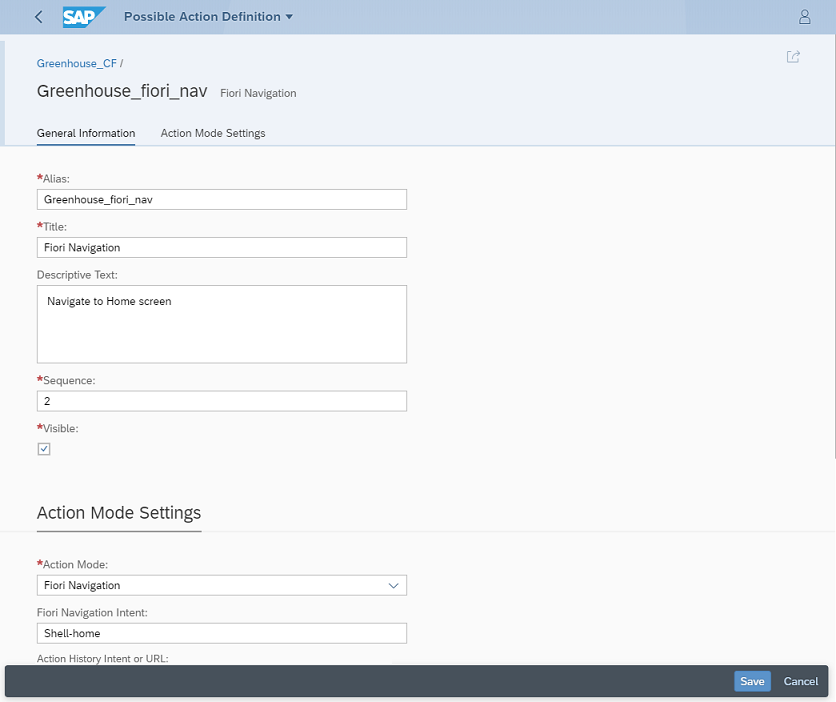 SAP Possible Action Definition
Greenhouse_CF /
Greenhouse_fiori_nav Fiori Navigation
General Information Action Mode Settings
*Alias:
Greenhouse_fiori_nav
*Title:
Fiori Navigation
Descriptive Text:
Navigate to Home screen
*Sequence:
2
*Visible:
Action Mode Settings
*Action Mode:
Fiori Navigation
Fiori Navigation Intent:
Shell-home
Action History Intent or URL:
Save Cancel